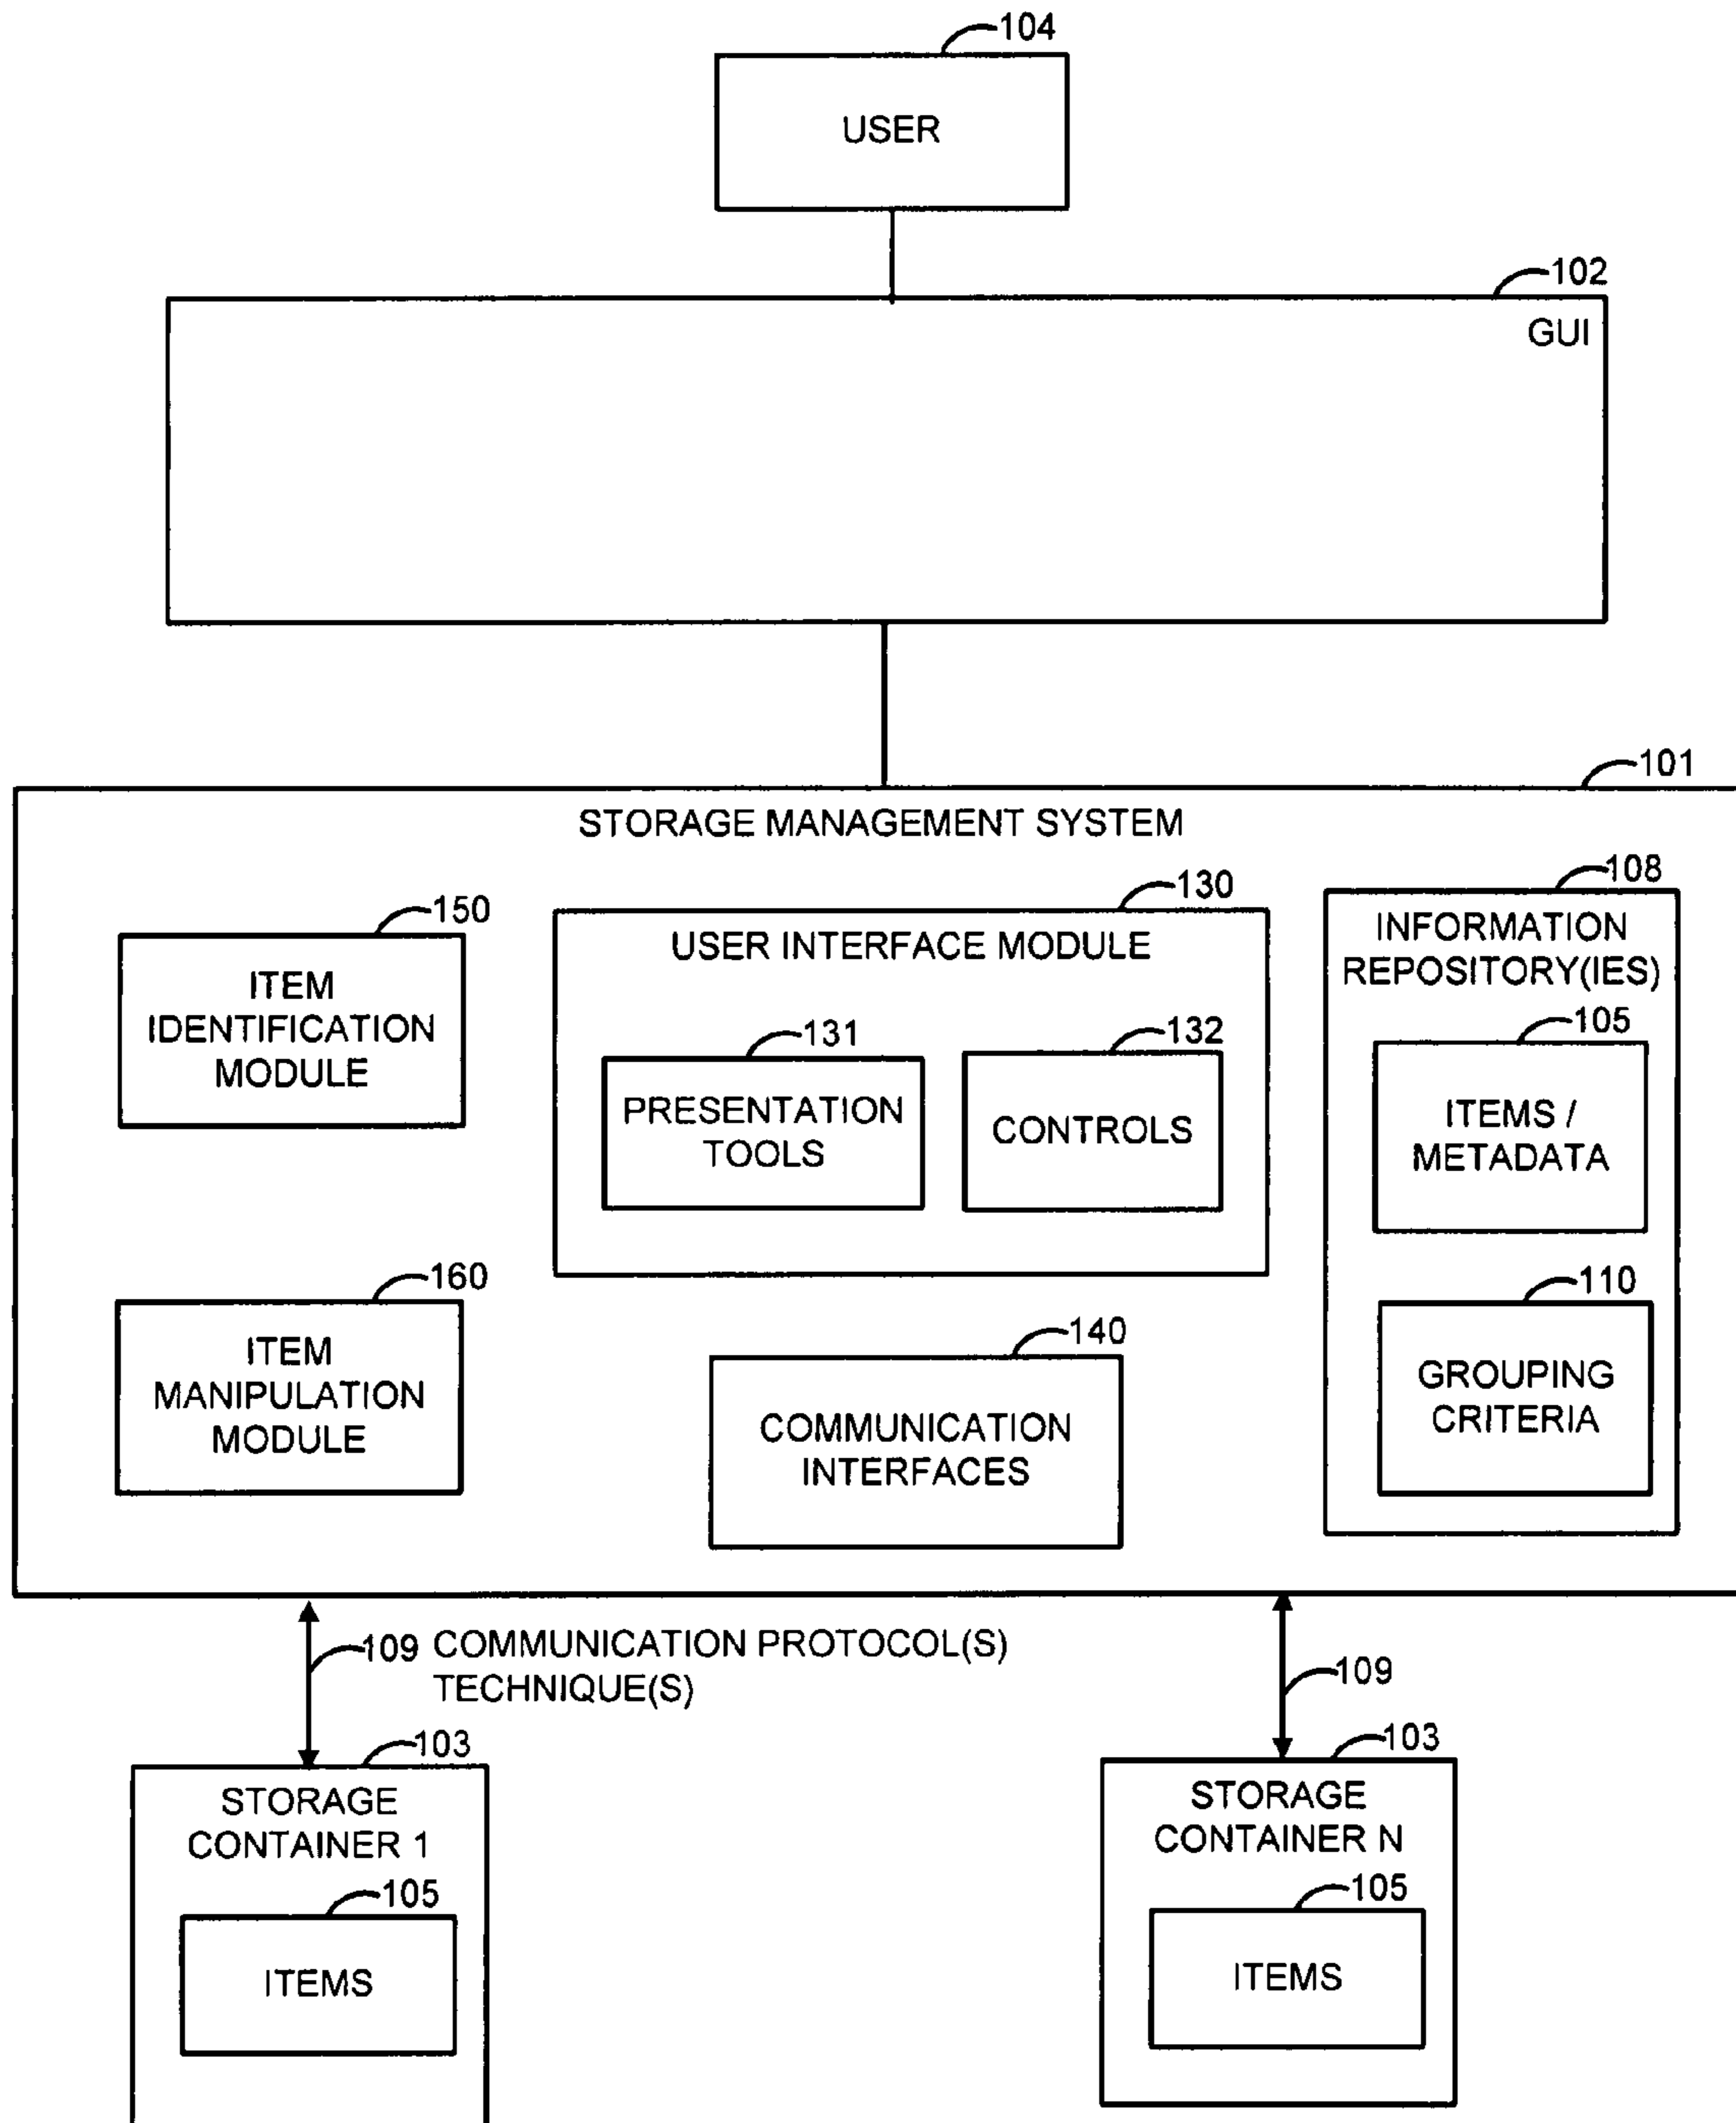 104
USER
102
GUI
101
STORAGE MANAGEMENT SYSTEM
150
ITEM
IDENTIFICATION
MODULE
130
USER INTERFACE MODULE
131
PRESENTATION
TOOLS
132
CONTROLS
108
INFORMATION
REPOSITORY(IES)
105
ITEMS /
METADATA
160
ITEM
MANIPULATION
MODULE
140
COMMUNICATION
INTERFACES
110
GROUPING
CRITERIA
109 COMMUNICATION PROTOCOL(S)
TECHNIQUE(S)
109
103
STORAGE
CONTAINER 1
105
ITEMS
103
STORAGE
CONTAINER N
105
ITEMS